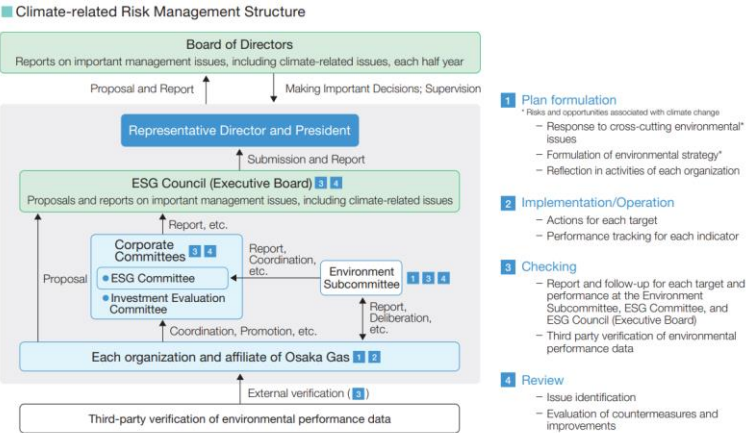 Climate-related Risk Management Structure
Board of Directors
Reports on important management issues, including climate-related issues, each half year
Proposal and Report
Making Important Decisions; Supervision
Representative Director and President
Submission and Report
ESG Council (Executive Board) 3 4
Proposals and reports on important management issues, including climate-related issues
Report, etc.
Corporate
Committees 3 4
● ESG Committee
● Investment Evaluation
Committee
Report,
Coordination,
etc.
Environment
Subcommittee 1 3 4
Proposal
Report,
Deliberation,
etc.
Coordination, Promotion, etc.
Each organization and affiliate of Osaka Gas 1 2
External verification ( 3 )
Third-party verification of environmental performance data
1 Plan formulation
* Risks and opportunities associated with climate change
− Response to cross-cutting environmental*
issues
− Formulation of environmental strategy*
− Reflection in activities of each organization
2 Implementation/Operation
− Actions for each target
− Performance tracking for each indicator
3 Checking
− Report and follow-up for each target and
performance at the Environment
Subcommittee, ESG Committee, and
ESG Council (Executive Board)
− Third party verification of environmental
performance data
4 Review
− Issue identification
− Evaluation of countermeasures and
improvements